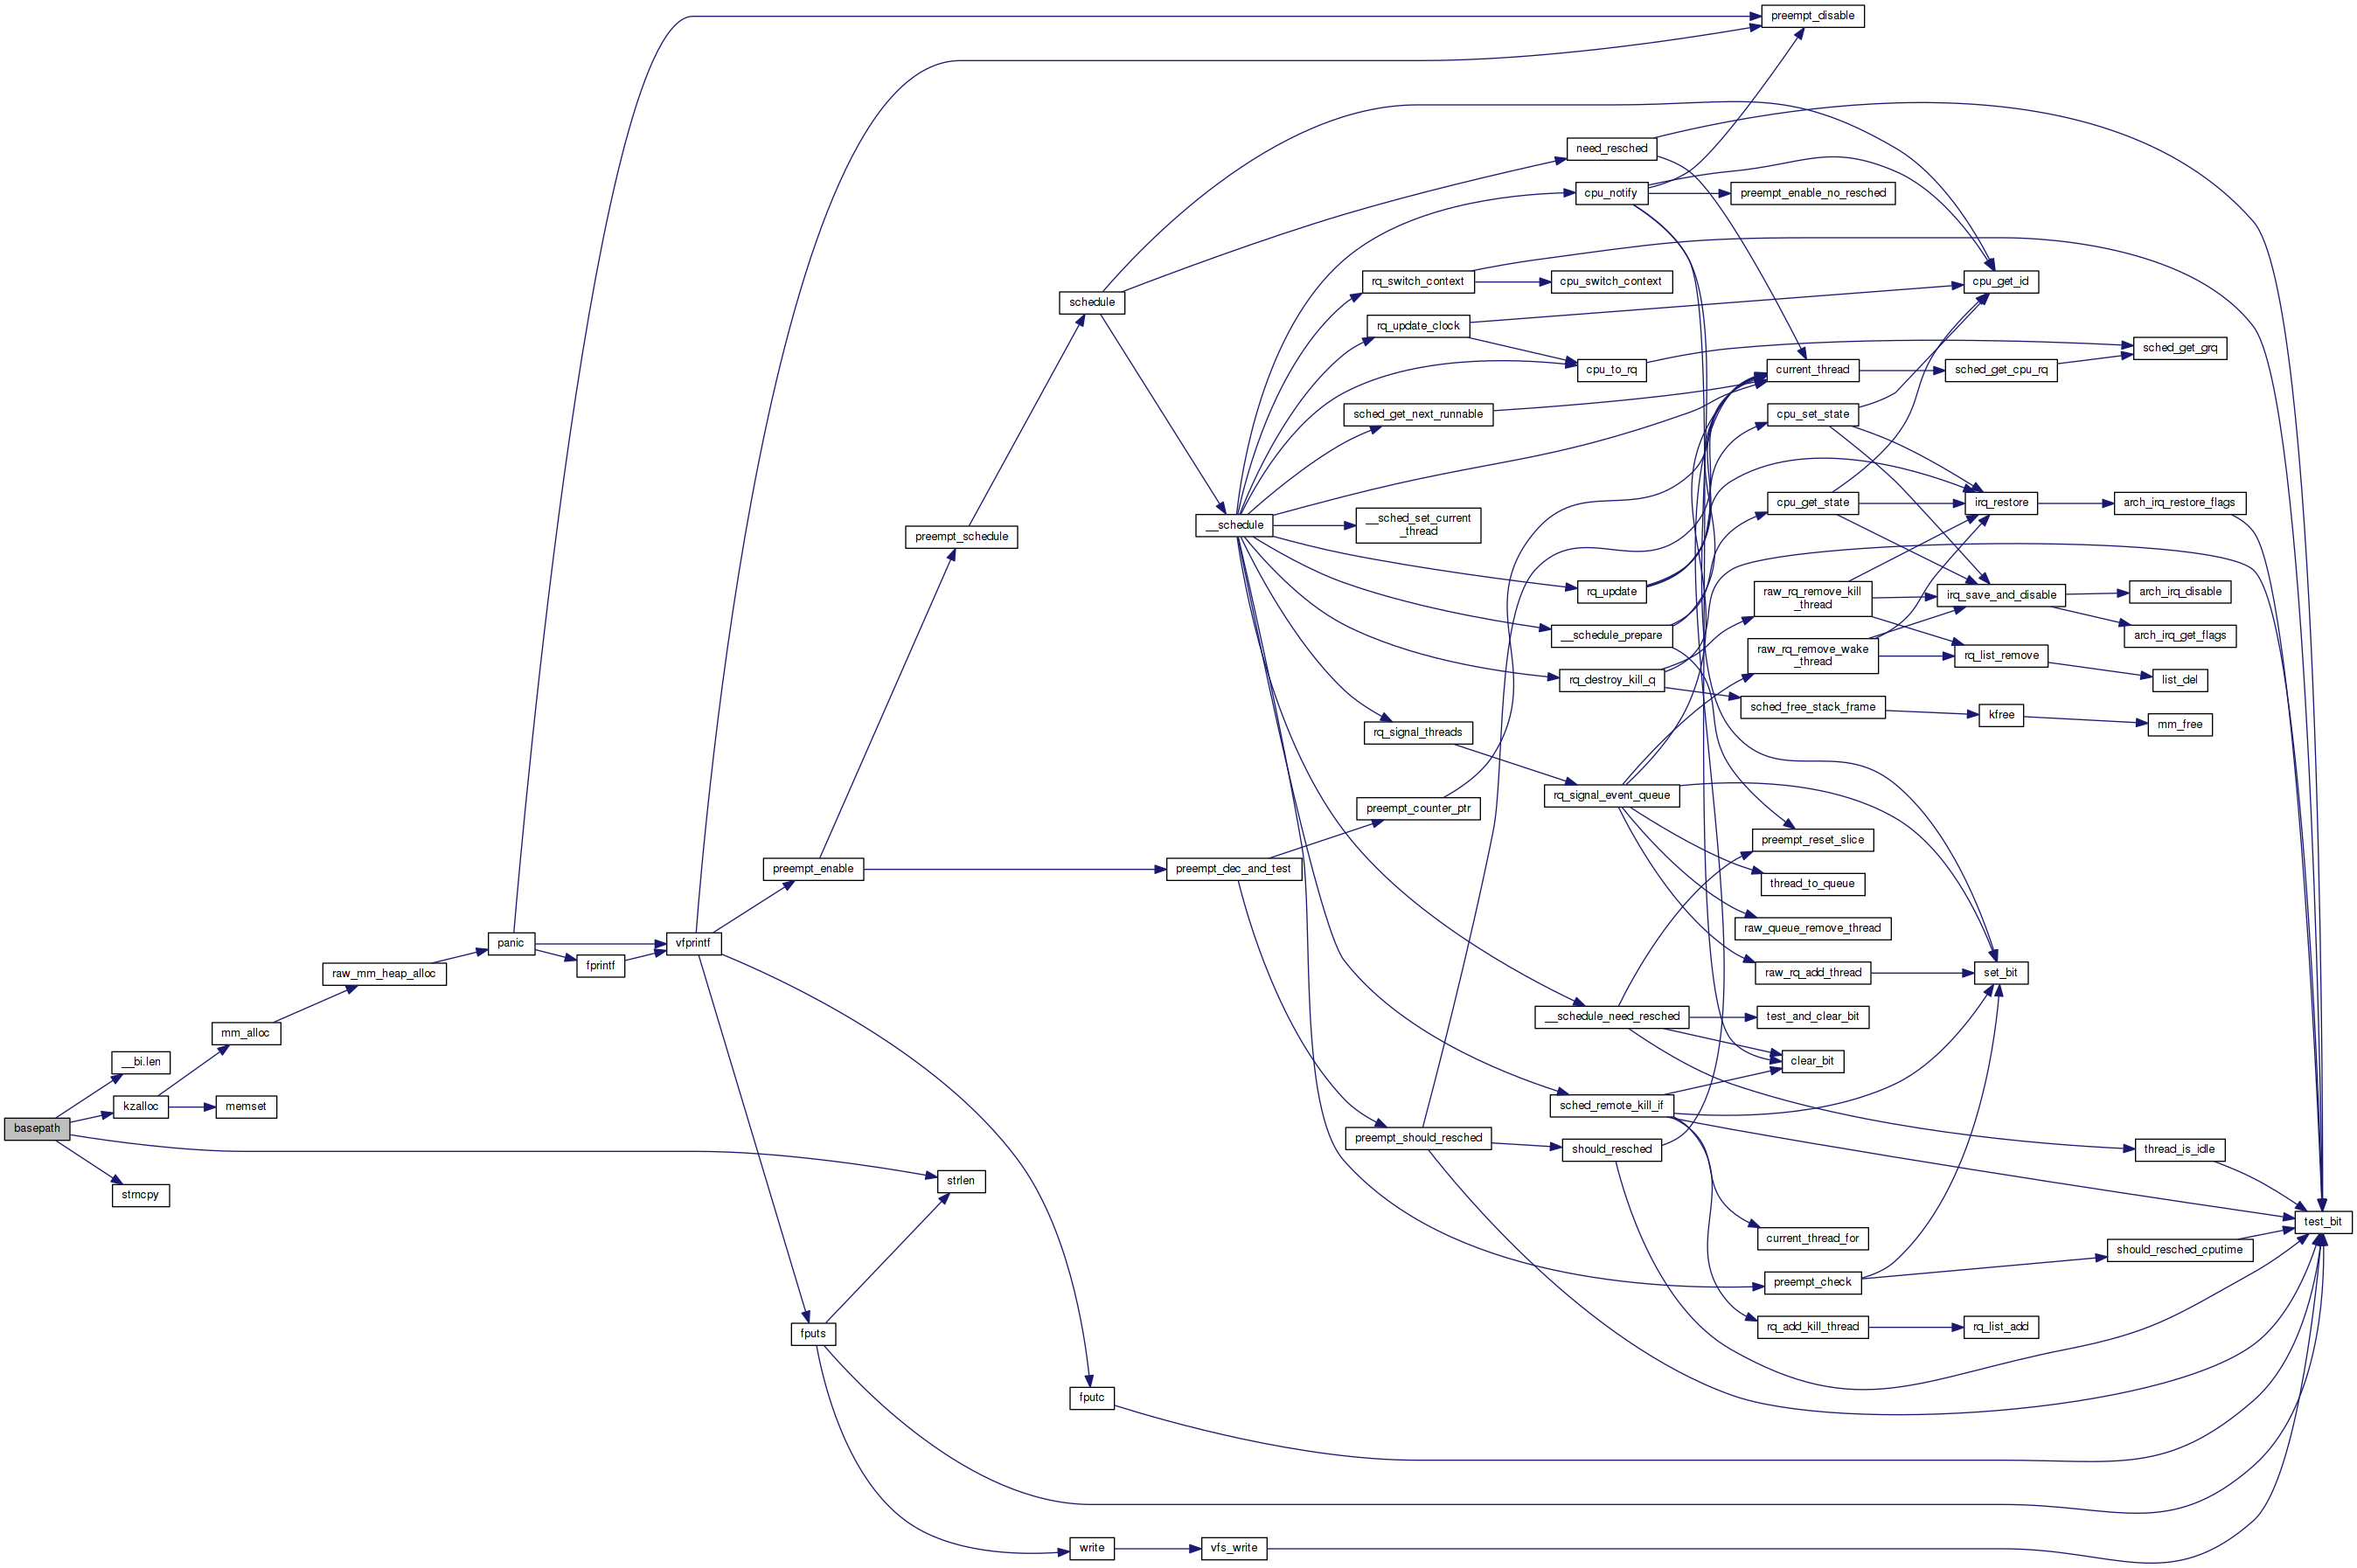 preempt_disable
need_resched
cpu_notify
preempt_enable_no_resched
schedule
rq_switch_context
cpu_switch_context
cpu_get_id
rq_update_clock
sched_get_grq
cpu_to_rq
current_thread
sched_get_cpu_rq
sched_get_next_runnable
cpu_set_state
cpu_get_state
irq_restore
arch_irq_restore_flags
__schedule
__sched_set_current
_thread
preempt_schedule
rq_update
raw_rq_remove_kill
_thread
irq_save_and_disable
arch_irq_disable
__schedule_prepare
arch_irq_get_flags
raw_rq_remove_wake
_thread
rq_list_remove
rq_destroy_kill_q
list_del
sched_free_stack_frame
kfree
mm_free
rq_signal_threads
rq_signal_event_queue
preempt_counter_ptr
preempt_reset_slice
preempt_enable
preempt_dec_and_test
thread_to_queue
raw_queue_remove_thread
panic
vfprintf
fprintf
raw_mm_heap_alloc
raw_rq_add_thread
set_bit
__schedule_need_resched
test_and_clear_bit
mm_alloc
__bi.len
clear_bit
kzalloc
memset
sched_remote_kill_if
basepath
preempt_should_resched
should_resched
thread_is_idle
strlen
strncpy
test_bit
current_thread_for
should_resched_cputime
preempt_check
rq_add_kill_thread
rq_list_add
fputs
fputc
write
vfs_write